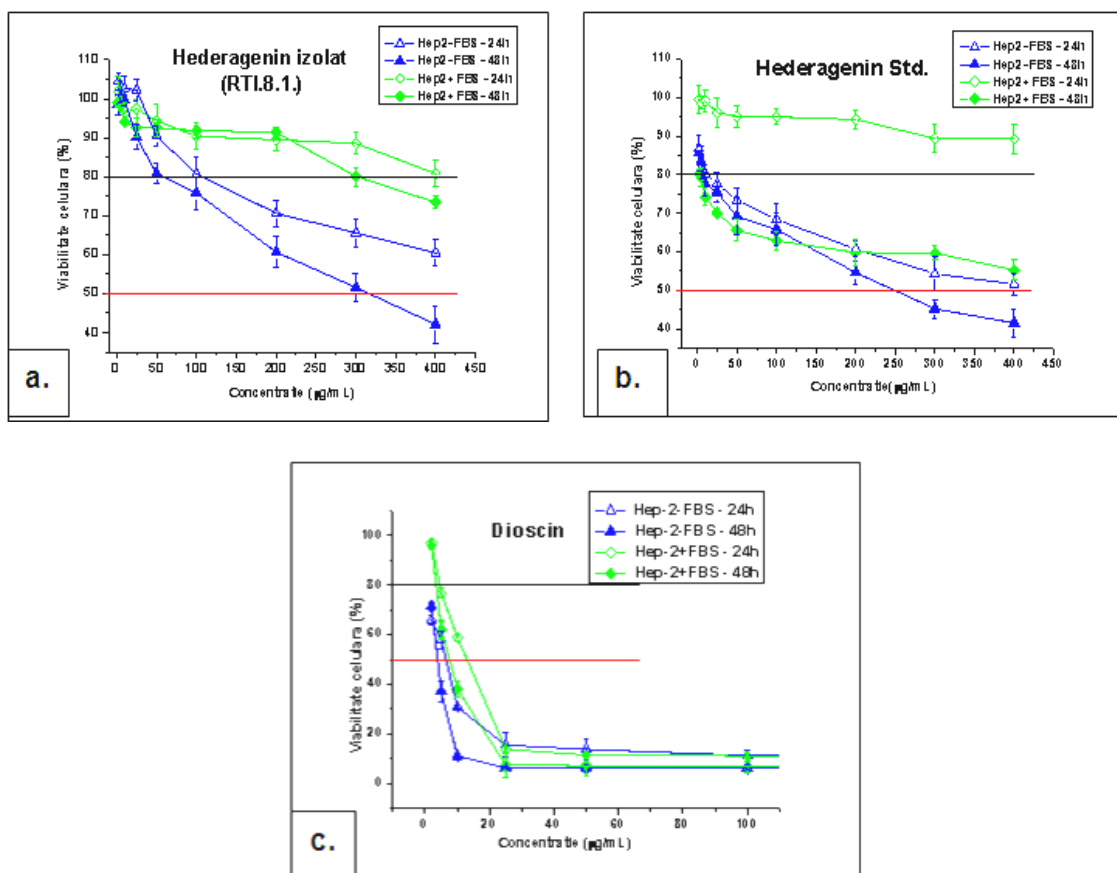 Hederagenin izolat
(RTI.8.1.)
Hep2-FBS - 24h
Hep2-FBS - 48h
Hep2+ FBS - 24h
Hep2+ FBS - 48h
110
100
90
80
70
60
50
40
Viabilitate celulara (%)
0 50 100 150 200 250 300 350 400 450
Concentratie (µg/mL)
a.
Hederagenin Std.
Hep2-FBS - 24h
Hep2-FBS - 48h
Hep2+ FBS - 24h
Hep2+ FBS - 48h
110
100
90
80
70
60
50
40
Viabilitate celulara (%)
0 50 100 150 200 250 300 350 400 450
Concentratie(µg/mL)
b.
Dioscin
Hep-2-FBS - 24h
Hep-2-FBS - 48h
Hep-2+FBS - 24h
Hep-2+FBS - 48h
100
80
60
40
20
0
Viabilitate celulara (%)
0 20 40 60 80 100
Concentratie (µg/mL)
c.